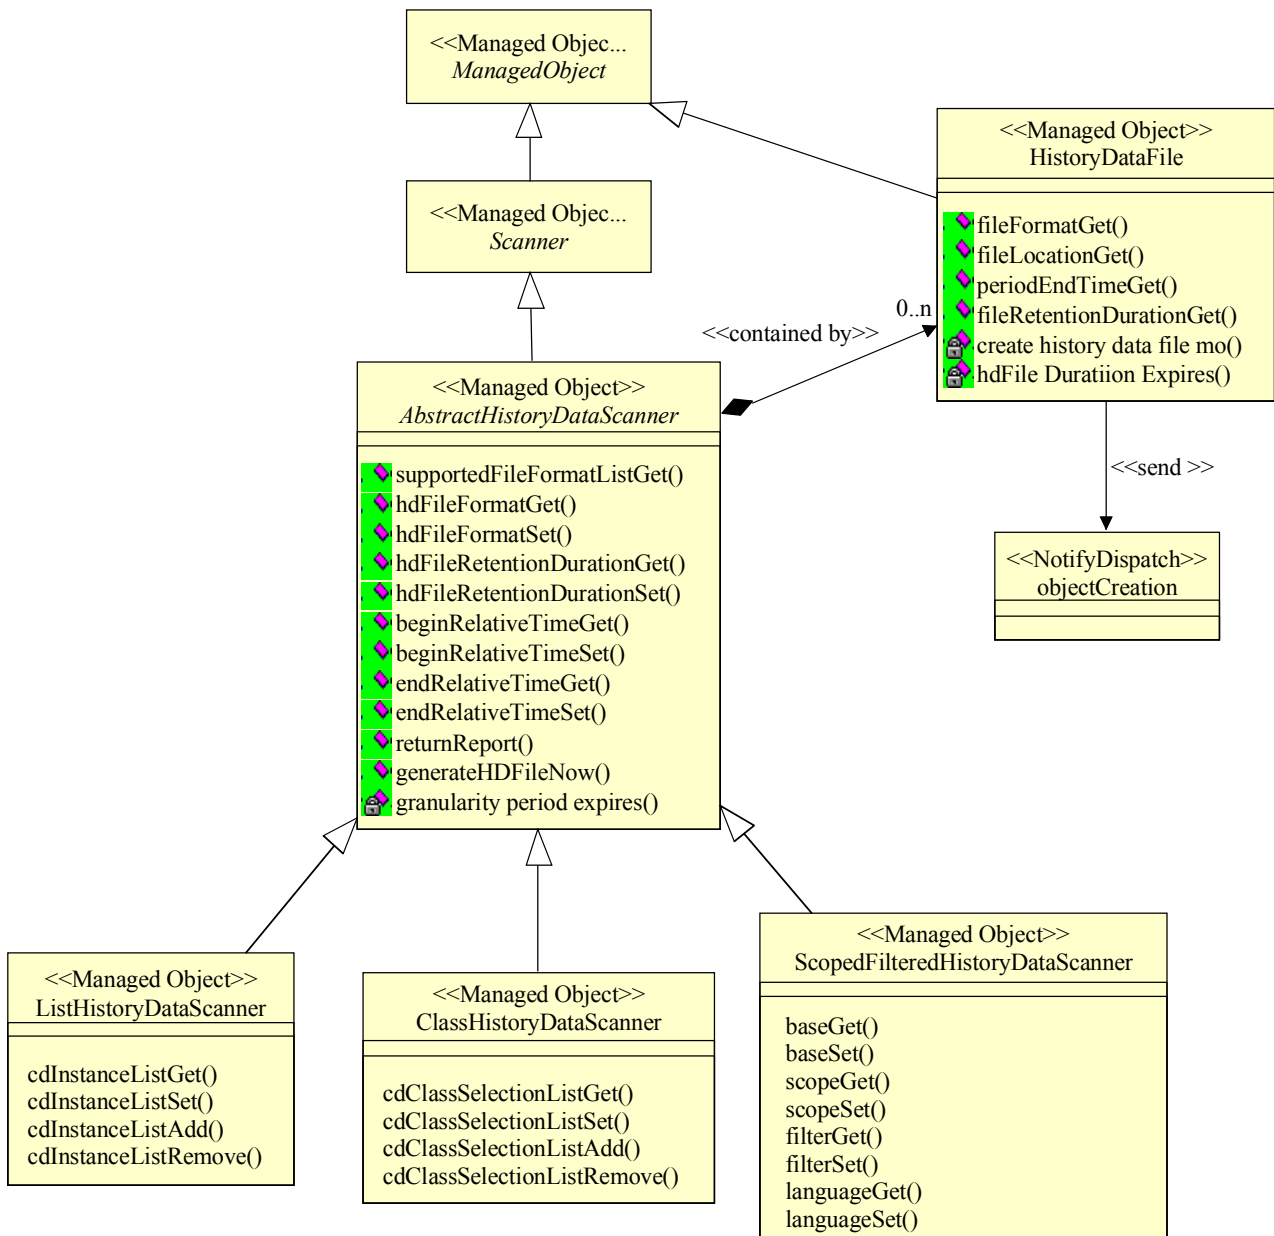 <<Managed Objec...
ManagedObject
<<Managed Object>>
HistoryDataFile
fileFormatGet()
fileLocationGet()
periodEndTimeGet()
fileRetentionDurationGet()
create history data file mo()
hdFile Duratiion Expires()
<<Managed Objec...
Scanner
0..n
<<contained by>>
<<Managed Object>>
AbstractHistoryDataScanner
supportedFileFormatListGet()
hdFileFormatGet()
hdFileFormatSet()
hdFileRetentionDurationGet()
hdFileRetentionDurationSet()
beginRelativeTimeGet()
beginRelativeTimeSet()
endRelativeTimeGet()
endRelativeTimeSet()
returnReport()
generateHDFileNow()
granularity period expires()
<<send >>
<<NotifyDispatch>>
objectCreation
<<Managed Object>>
ListHistoryDataScanner
cdInstanceListGet()
cdInstanceListSet()
cdInstanceListAdd()
cdInstanceListRemove()
<<Managed Object>>
ClassHistoryDataScanner
cdClassSelectionListGet()
cdClassSelectionListSet()
cdClassSelectionListAdd()
cdClassSelectionListRemove()
<<Managed Object>>
ScopedFilteredHistoryDataScanner
baseGet()
baseSet()
scopeGet()
scopeSet()
filterGet()
filterSet()
languageGet()
languageSet()